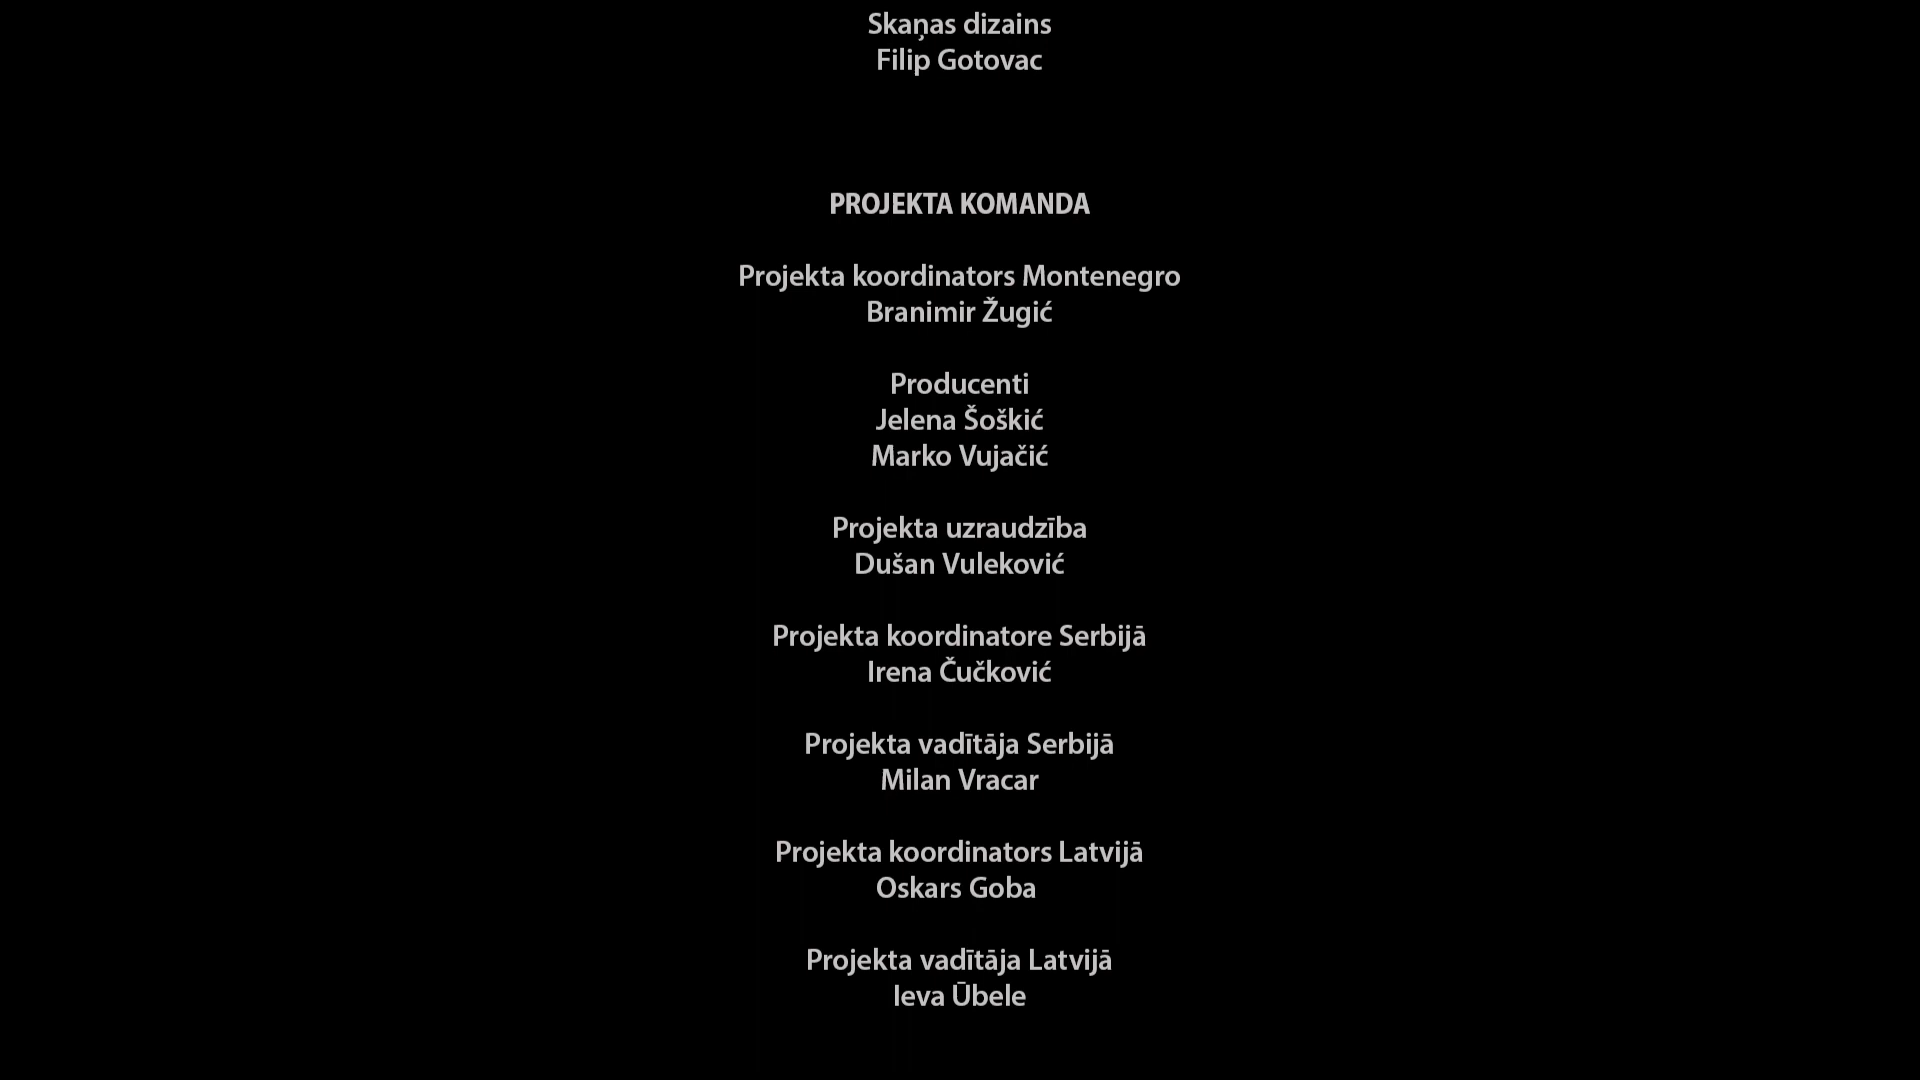 Skaņas dizains
Filip Gotovac
PROJEKTA KOMANDA
Projekta koordinators Montenegro
Branimir Žugić
Producenti
Jelena Šoškić
Marko Vujačić
Projekta uzraudzība
Dušan Vuleković
Projekta koordinatore Serbijā
Irena Čučković
Projekta vadītāja Serbijā
Milan Vracar
Projekta koordinators Latvijā
Oskars Goba
Projekta vadītāja Latvijā
Ieva Ūbele